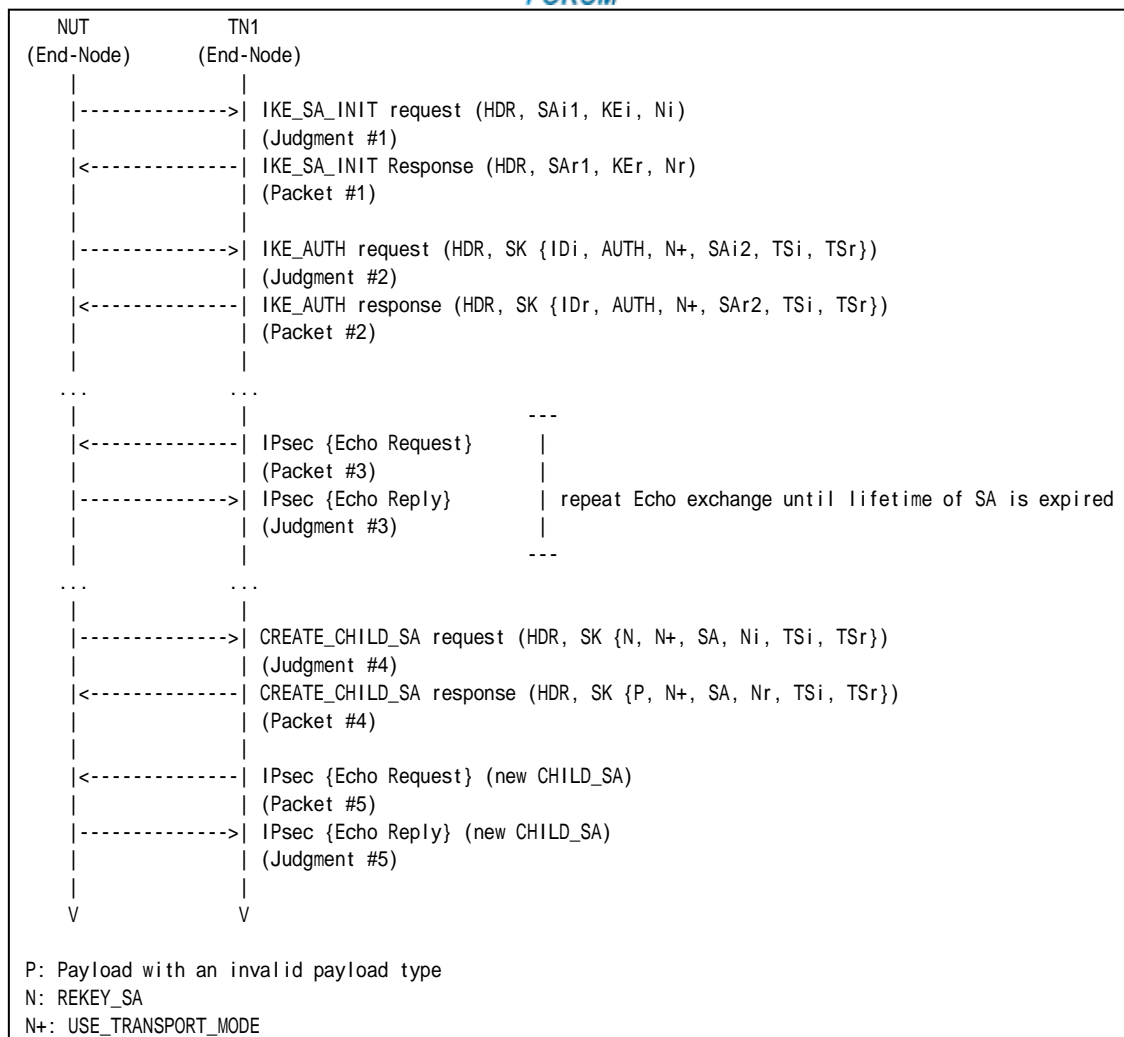 FORUM
NUT TN1
(End-Node) (End-Node)
| |
|-------------->| IKE_SA_INIT request (HDR, SAi1, KEi, Ni)
| | (Judgment #1)
|<--------------| IKE_SA_INIT Response (HDR, SAr1, KEr, Nr)
| | (Packet #1)
| |
|-------------->| IKE_AUTH request (HDR, SK {IDi, AUTH, N+, SAi2, TSi, TSr})
| | (Judgment #2)
|<--------------| IKE_AUTH response (HDR, SK {IDr, AUTH, N+, SAr2, TSi, TSr})
| | (Packet #2)
| |
... ...
| | ---
|<--------------| IPsec {Echo Request} |
| | (Packet #3) |
|-------------->| IPsec {Echo Reply} | repeat Echo exchange until lifetime of SA is expired
| | (Judgment #3) |
| | ---
... ...
| |
|-------------->| CREATE_CHILD_SA request (HDR, SK {N, N+, SA, Ni, TSi, TSr})
| | (Judgment #4)
|<--------------| CREATE_CHILD_SA response (HDR, SK {P, N+, SA, Nr, TSi, TSr})
| | (Packet #4)
| |
|<--------------| IPsec {Echo Request} (new CHILD_SA)
| | (Packet #5)
|-------------->| IPsec {Echo Reply} (new CHILD_SA)
| | (Judgment #5)
| |
V V
P: Payload with an invalid payload type
N: REKEY_SA
N+: USE_TRANSPORT_MODE